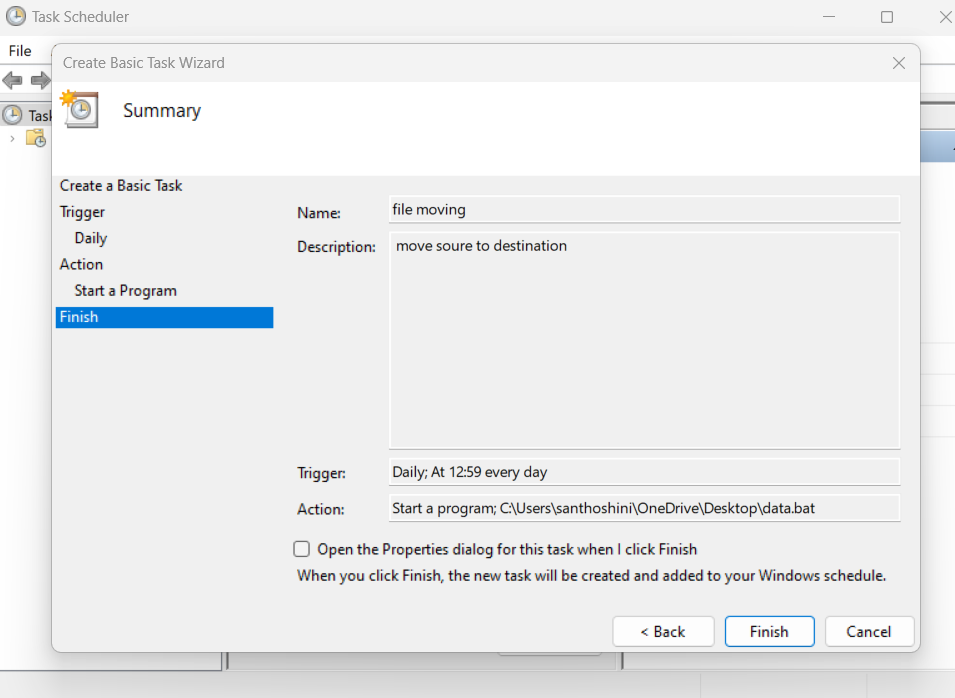 Task Scheduler
File
Create Basic Task Wizard
Task
Summary
Create a Basic Task
Trigger
Daily
Action
Start a Program
Finish
Name:
file moving
Description:
move soure to destination
Trigger:
Daily; At 12:59 every day
Action:
Start a program; C:\Users\santhoshini\OneDrive\Desktop\data.bat
Open the Properties dialog for this task when I click Finish
When you click Finish, the new task will be created and added to your Windows schedule.
< Back
Finish
Cancel